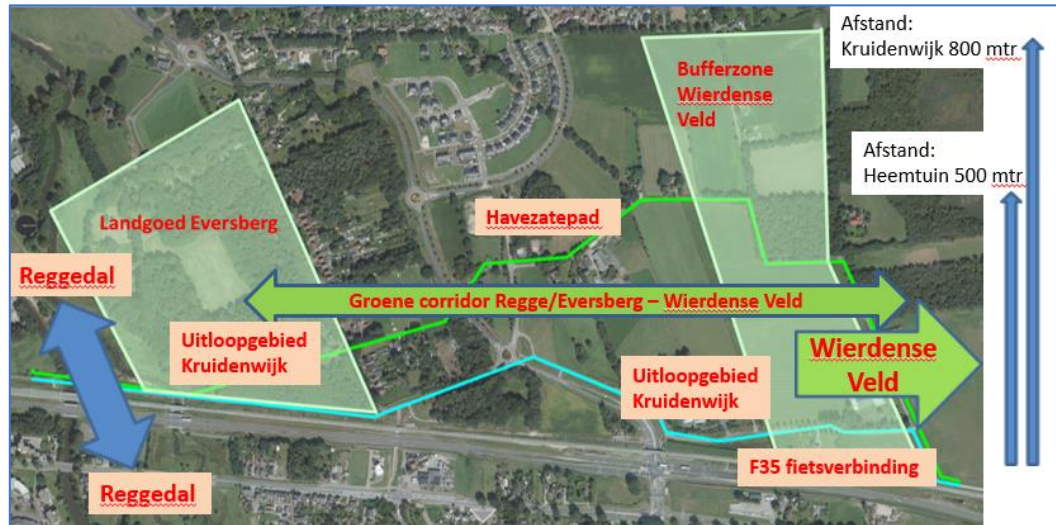 Afstand:
Kruidenwijk 800 mtr
Bufferzone
Wierdense
Veld
Afstand:
Heemtuin 500 mtr
Landgoed Eversberg
Havezatepad
Reggedal
Groene corridor Regge/Eversberg – Wierdense Veld
Uitloopgebied
Kruidenwijk
Wierdense
Veld
Uitloopgebied
Kruidenwijk
F35 fietsverbinding
Reggedal